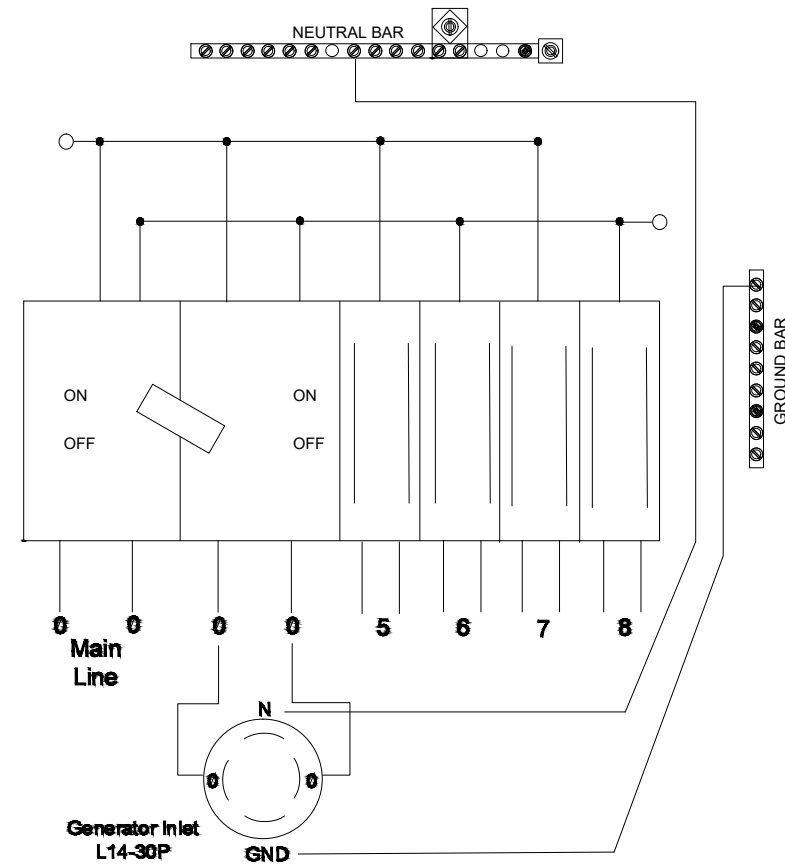 NEUTRAL BAR
ON
ON
OFF
OFF
GROUND BAR
0 0 0 0 5 6 7 8
Main
Line
N
0 0
Generator Inlet
L14-30P
GND